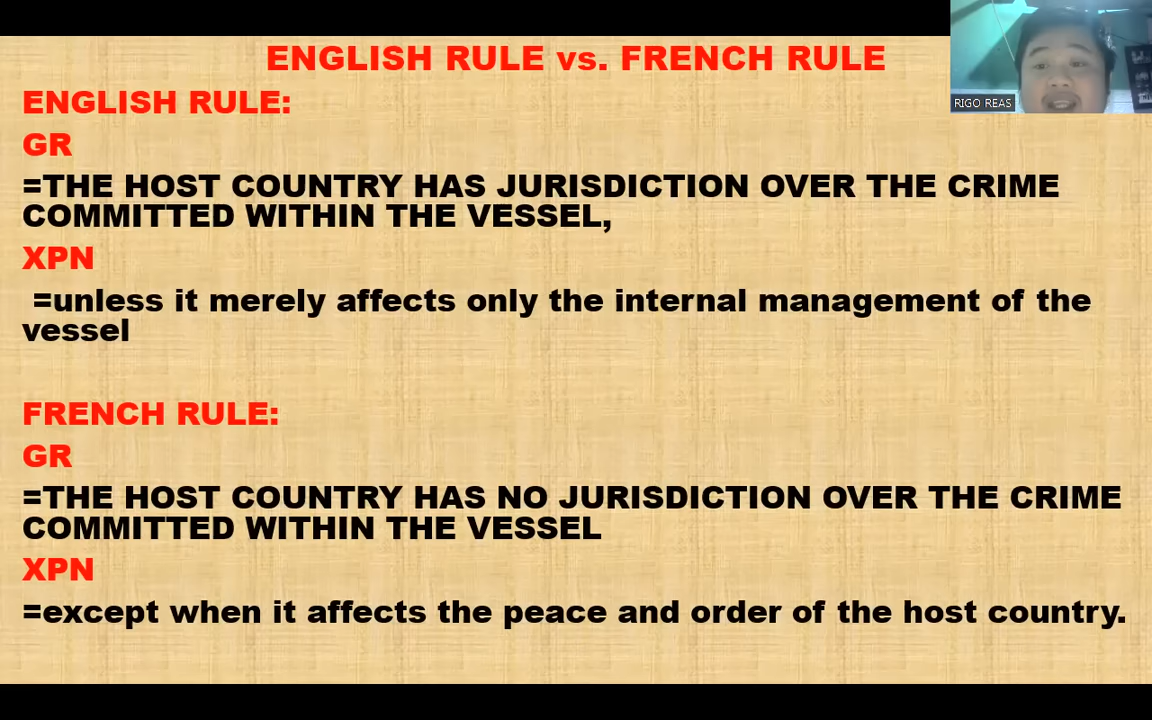 ENGLISH RULE vs. FRENCH RULE
RIGO REAS
ENGLISH RULE:
GR
=THE HOST COUNTRY HAS JURISDICTION OVER THE CRIME
COMMITTED WITHIN THE VESSEL,
XPN
=unless it merely affects only the internal management of the
vessel
FRENCH RULE:
GR
=THE HOST COUNTRY HAS NO JURISDICTION OVER THE CRIME
COMMITTED WITHIN THE VESSEL
XPN
=except when it affects the peace and order of the host country.